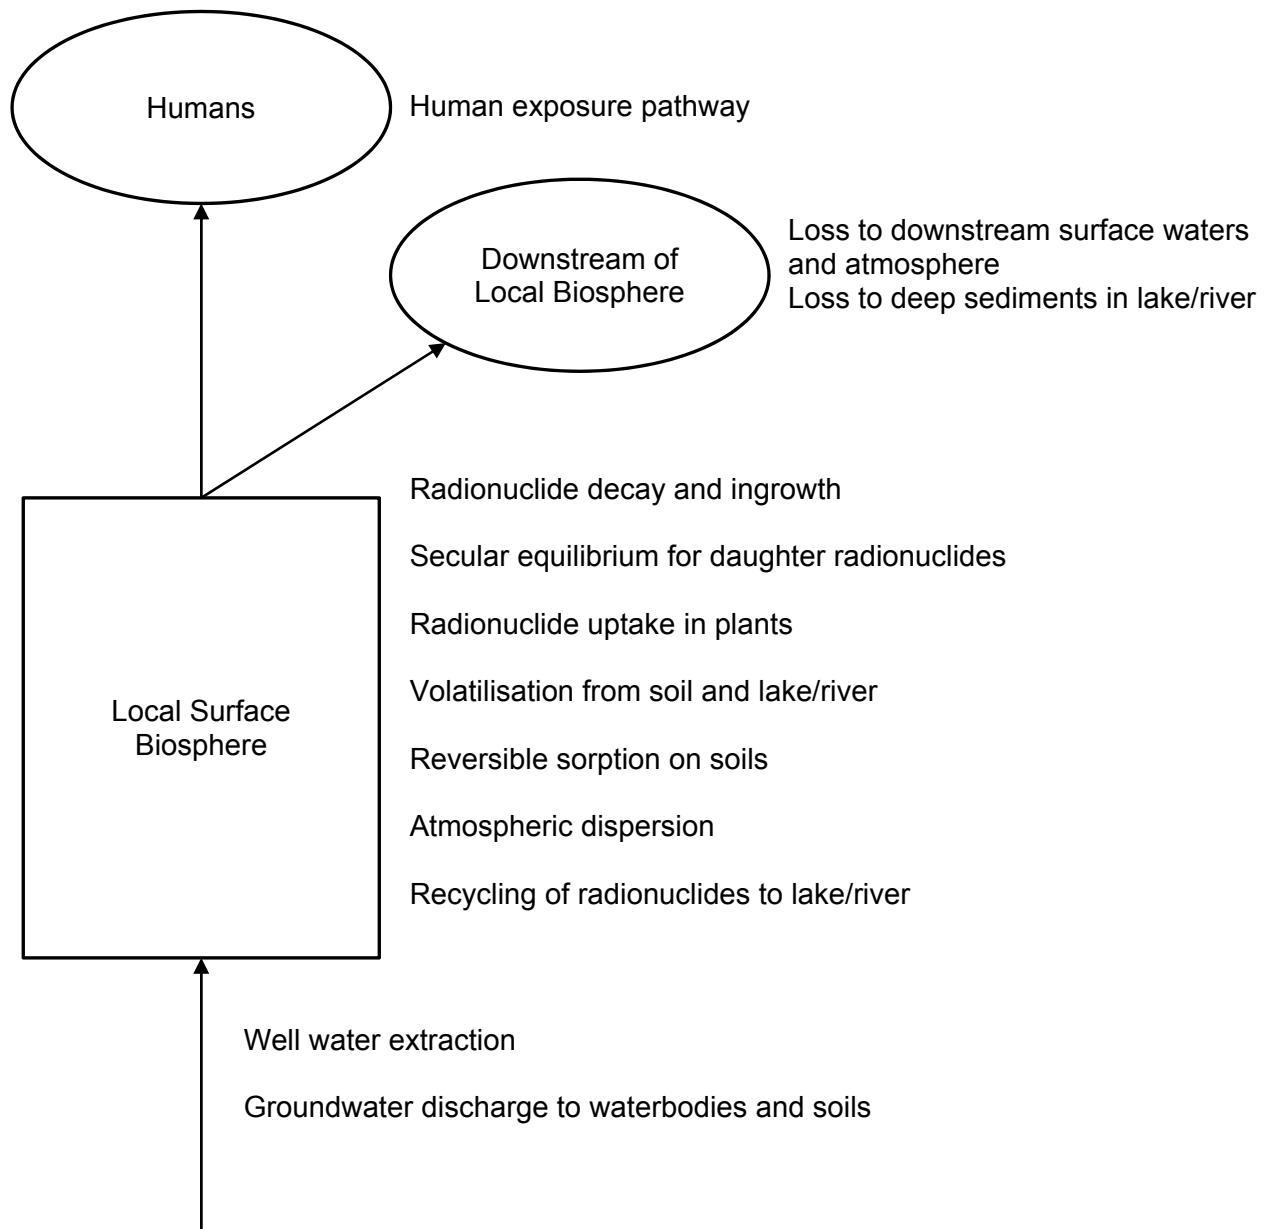 Humans
Human exposure pathway
Downstream of
Local Biosphere
Loss to downstream surface waters
and atmosphere
Loss to deep sediments in lake/river
Radionuclide decay and ingrowth
Secular equilibrium for daughter radionuclides
Radionuclide uptake in plants
Volatilisation from soil and lake/river
Local Surface
Biosphere
Reversible sorption on soils
Atmospheric dispersion
Recycling of radionuclides to lake/river
Well water extraction
Groundwater discharge to waterbodies and soils